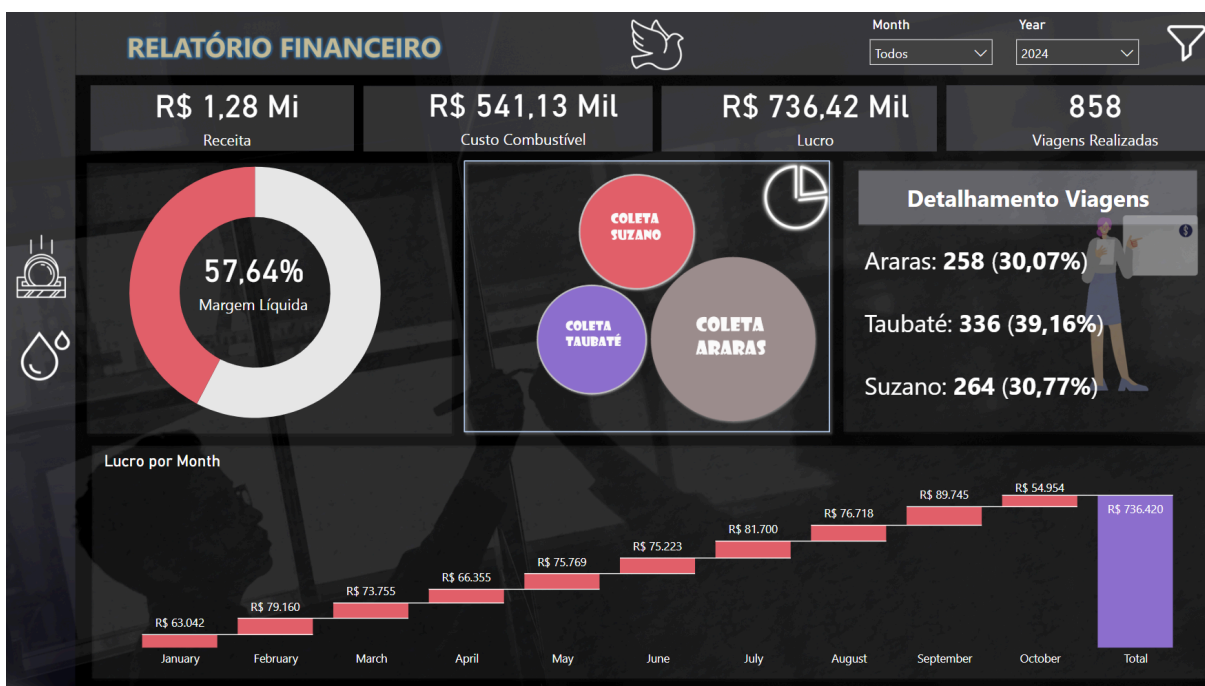 RELATÓRIO FINANCEIRO
Month
Todos
Year
2024
R$ 1,28 Mi
Receita
R$ 541,13 Mil
Custo Combustível
R$ 736,42 Mil
Lucro
858
Viagens Realizadas
57,64%
Margem Líquida
COLETA
SUZANO
COLETA
TAUBATÉ
COLETA
ARARAS
Detalhamento Viagens
$
Araras: 258 (30,07%)
Taubaté: 336 (39,16%)
Suzano: 264 (30,77%)
Lucro por Month
R$ 63.042
R$ 79.160
R$ 73.755
R$ 66.355
R$ 75.769
R$ 75.223
R$ 81.700
R$ 76.718
R$ 89.745
R$ 54.954
R$ 736.420
January February March April May June July August September October Total